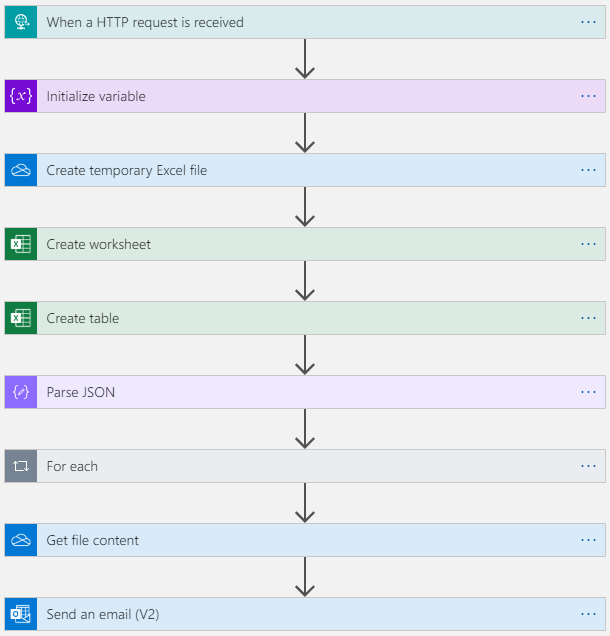 When a HTTP request is received
{x} Initialize variable
Create temporary Excel file
X Create worksheet
X Create table
Parse JSON
For each
Get file content
Send an email (V2)